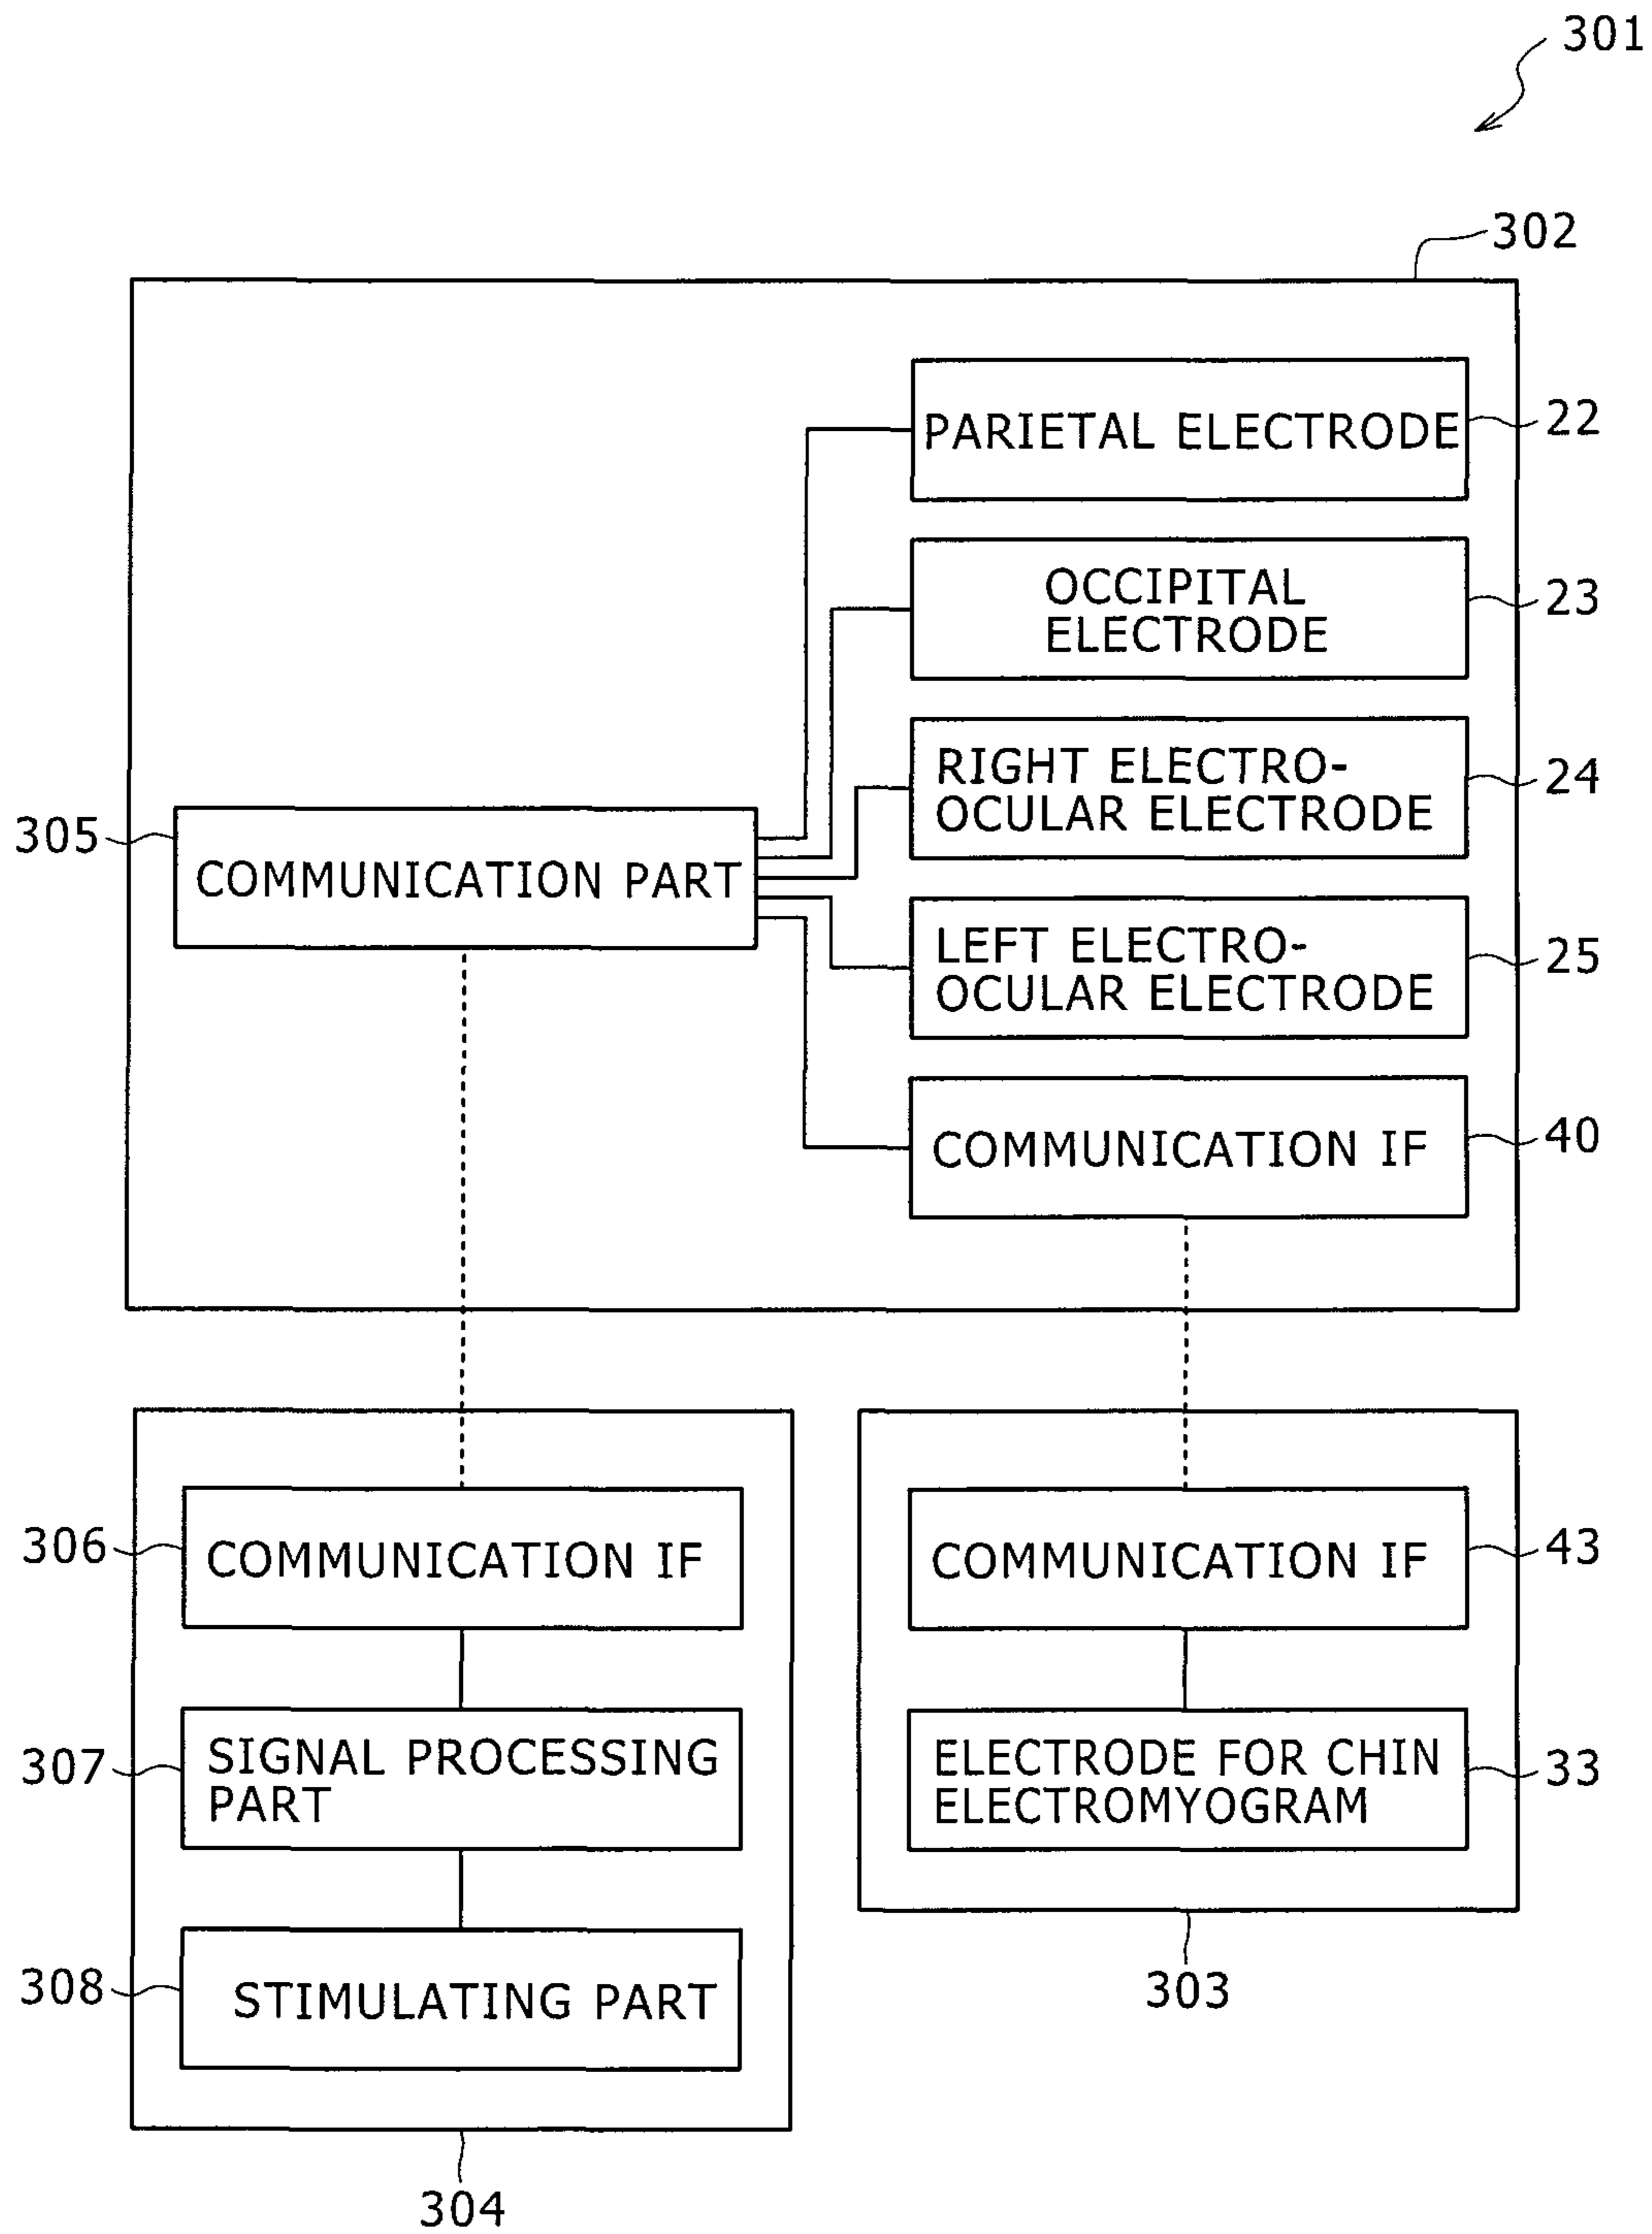 301
302
PARIETAL ELECTRODE
22
OCCIPITAL
ELECTRODE
23
RIGHT ELECTRO-
OCULAR ELECTRODE
24
305
COMMUNICATION PART
LEFT ELECTRO-
OCULAR ELECTRODE
25
COMMUNICATION IF
40
306
COMMUNICATION IF
COMMUNICATION IF
43
307
SIGNAL PROCESSING
PART
ELECTRODE FOR CHIN
ELECTROMYOGRAM
33
308
STIMULATING PART
303
304